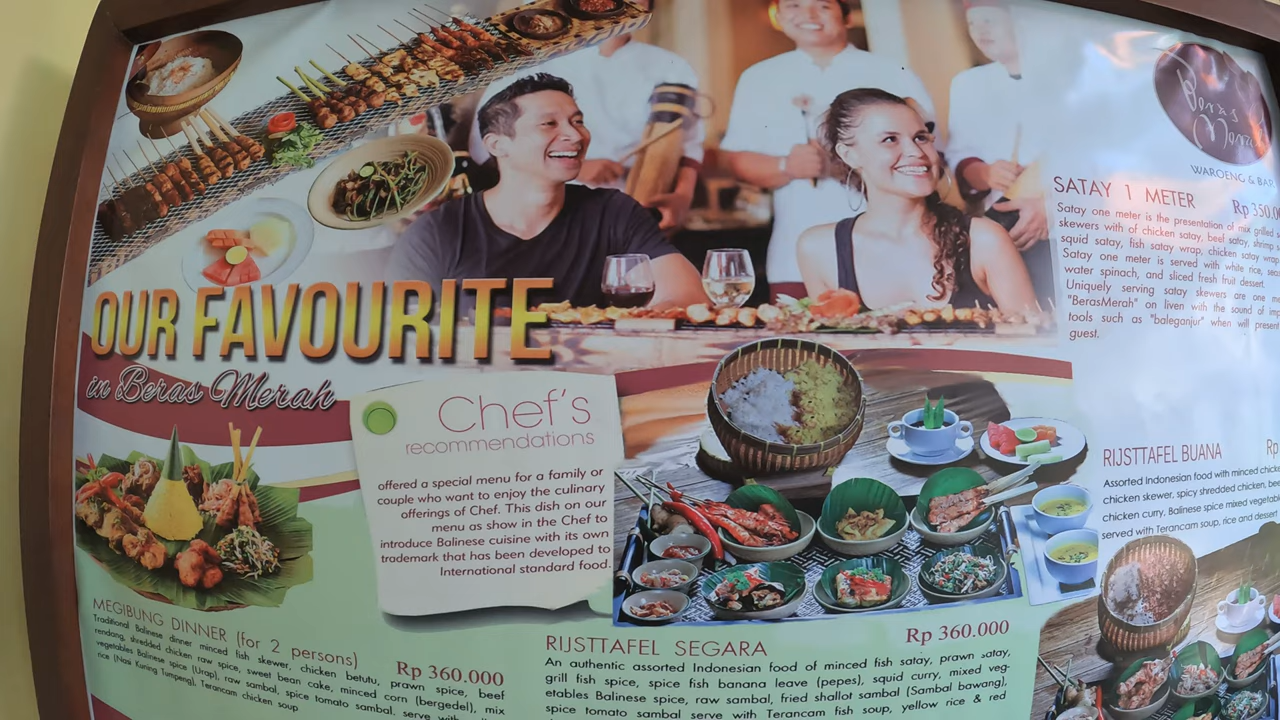 Beras
WAROENG & BAR
SATAY 1 METER
Rp 350.0
Satay one meter is the presentation of mix grilled
skewers with of chicken satay, beef satay, shrimp
squid satay, fish satay wrap, chicken satay wrap
Satay one meter is served with white rice,
water spinach, and sliced fresh fruit dessert.
Uniquely serving satay skewers are one
"BerasMerah" on liven with the sound of
tools such as "baleganjur" when will present
guest.
OUR FAVOURITE
in Beras Merah
Chef's
recommendations
offered a special menu for a family or
couple who want to enjoy the culinary
offerings of Chef. This dish on our
menu as show in the Chef to
introduce Balinese cuisine with its own
trademark that has been developed to
International standard food.
RIJSTTAFEL BUANA
Rp
Assorted Indonesian food with minced chicke
chicken skewer, spicy shredded chicken, bee
chicken curry, Balinese spice mixed vegetab
served with Terancam soup, rice and dessert
MEGIBUNG DINNER (for 2 persons)
Rp 360.000
Traditional Balinese dinner minced fish skewer, chicken betutu, prawn spice, beef
rendang, shredded chicken raw spice, sweet bean cake, minced corn (bergedel), mix
vegetables Balinese spice (Urap), raw sambal, spice tomato sambal, serve with
rice (Nasi Kuning Tumpeng), Terancam chicken soup
RIJSTTAFEL SEGARA
Rp 360.000
An authentic assorted Indonesian food of minced fish satay, prawn satay,
grill fish spice, spice fish banana leave (pepes), squid curry, mixed veg-
etables Balinese spice, raw sambal, fried shallot sambal (Sambal bawang),
spice tomato sambal serve with Terancam fish soup, yellow rice & red